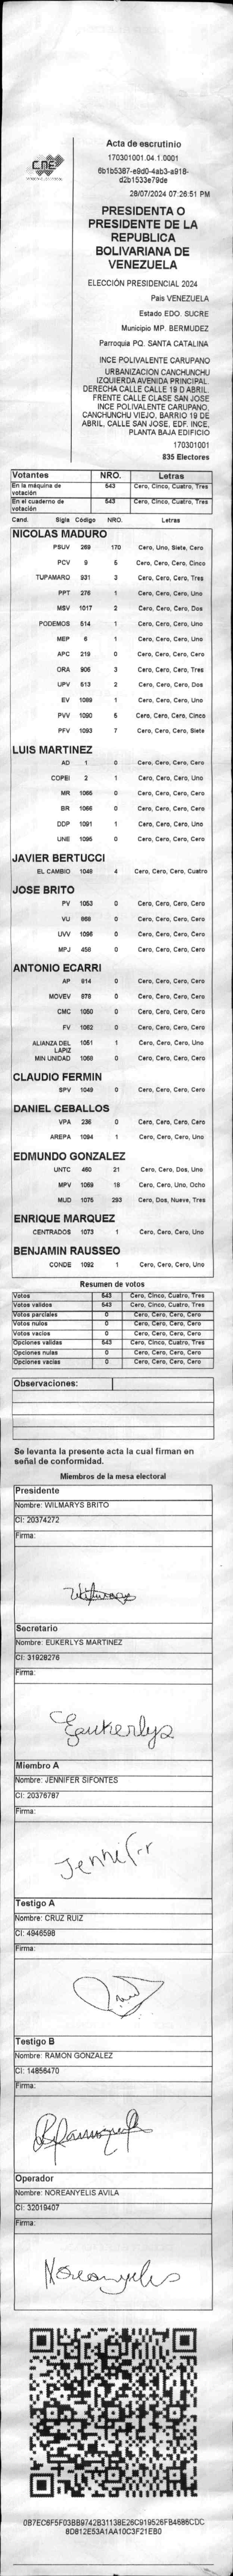 CNE
Acta de escrutinio
170301001.04.1.0001
6b1b5387-e9d0-4ab3-a918-
d2b1533e79de
28/07/2024 07:26:51 PM
PRESIDENTA O
PRESIDENTE DE LA
REPUBLICA
BOLIVARIANA DE
VENEZUELA
ELECCIÓN PRESIDENCIAL 2024
Pais VENEZUELA
Estado EDO. SUCRE
Municipio MP. BERMUDEZ
Parroquia PQ. SANTA CATALINA
INCE POLIVALENTE CARUPANO
URBANIZACION CANCHUNCHU
IZQUIERDA AVENIDA PRINCIPAL.
DERECHA CALLE CALLE 19 D ABRIL.
FRENTE CALLE CLASE SAN JOSE
INCE POLIVALENTE CARUPANO,
CANCHUNCHU VIEJO, BARRIO 19 DE
ABRIL, CALLE SAN JOSE, EDF. INCE,
PLANTA BAJA EDIFICIO
170301001
835 Electores
Votantes NRO. Letras
En la máquina de votación 543 Cero, Cinco, Cuatro, Tres
En el cuaderno de votación 543 Cero, Cinco, Cuatro, Tres
Cand. Sigla Código NRO. Letras
NICOLAS MADURO
PSUV 269 170 Cero, Uno, Siete, Cero
PCV 9 5 Cero, Cero, Cero, Cinco
TUPAMARO 931 3 Cero, Cero, Cero, Tres
PPT 276 1 Cero, Cero, Cero, Uno
MSV 1017 2 Cero, Cero, Cero, Dos
PODEMOS 514 1 Cero, Cero, Cero, Uno
MEP 6 1 Cero, Cero, Cero, Uno
APC 219 0 Cero, Cero, Cero, Cero
ORA 906 3 Cero, Cero, Cero, Tres
UPV 613 2 Cero, Cero, Cero, Dos
EV 1089 1 Cero, Cero, Cero, Uno
PVV 1090 5 Cero, Cero, Cero, Cinco
PFV 1093 7 Cero, Cero, Cero, Siete
LUIS MARTINEZ
AD 1 0 Cero, Cero, Cero, Cero
COPEI 2 1 Cero, Cero, Cero, Uno
MR 1065 0 Cero, Cero, Cero, Cero
BR 1066 0 Cero, Cero, Cero, Cero
DDP 1091 1 Cero, Cero, Cero, Uno
UNE 1095 0 Cero, Cero, Cero, Cero
JAVIER BERTUCCI
EL CAMBIO 1048 4 Cero, Cero, Cero, Cuatro
JOSE BRITO
PV 1053 0 Cero, Cero, Cero, Cero
VU 868 0 Cero, Cero, Cero, Cero
UVV 1096 0 Cero, Cero, Cero, Cero
MPJ 458 0 Cero, Cero, Cero, Cero
ANTONIO ECARRI
AP 914 0 Cero, Cero, Cero, Cero
MOVEV 978 0 Cero, Cero, Cero, Cero
CMC 1050 0 Cero, Cero, Cero, Cero
FV 1062 0 Cero, Cero, Cero, Cero
ALIANZA DEL LAPIZ 1051 1 Cero, Cero, Cero, Uno
MIN UNIDAD 1068 0 Cero, Cero, Cero, Cero
CLAUDIO FERMIN
SPV 1049 0 Cero, Cero, Cero, Cero
DANIEL CEBALLOS
VPA 236 0 Cero, Cero, Cero, Cero
AREPA 1094 1 Cero, Cero, Cero, Uno
EDMUNDO GONZALEZ
UNTC 460 21 Cero, Cero, Dos, Uno
MPV 1069 18 Cero, Cero, Uno, Ocho
MUD 1075 293 Cero, Dos, Nueve, Tres
ENRIQUE MARQUEZ
CENTRADOS 1073 1 Cero, Cero, Cero, Uno
BENJAMIN RAUSSEO
CONDE 1092 1 Cero, Cero, Cero, Uno
Resumen de votos
Votos 543 Cero, Cinco, Cuatro, Tres
Votos validos 543 Cero, Cinco, Cuatro, Tres
Votos parciales 0 Cero, Cero, Cero, Cero
Votos nulos 0 Cero, Cero, Cero, Cero
Votos vacios 0 Cero, Cero, Cero, Cero
Opciones validas 543 Cero, Cinco, Cuatro, Tres
Opciones nulas 0 Cero, Cero, Cero, Cero
Opciones vacias 0 Cero, Cero, Cero, Cero
Observaciones:
Se levanta la presente acta la cual firman en
señal de conformidad.
Miembros de la mesa electoral
Presidente
Nombre: WILMARYS BRITO
CI: 20374272
Firma:
Wilmarys
Secretario
Nombre: EUKERLYS MARTINEZ
CI: 31928276
Firma:
Eukerlys
Miembro A
Nombre: JENNIFER SIFONTES
CI: 20376787
Firma:
Jennifer
Testigo A
Nombre: CRUZ RUIZ
CI: 4946598
Firma:
Testigo B
Nombre: RAMON GONZALEZ
CI: 14856470
Firma:
Operador
Nombre: NOREANYELIS AVILA
CI: 32019407
Firma:
Noreanyelis
0B7EC6F5F03BB9742B31138E26C919526FB4686CDC
8D812E53A1AA10C3F21EB0